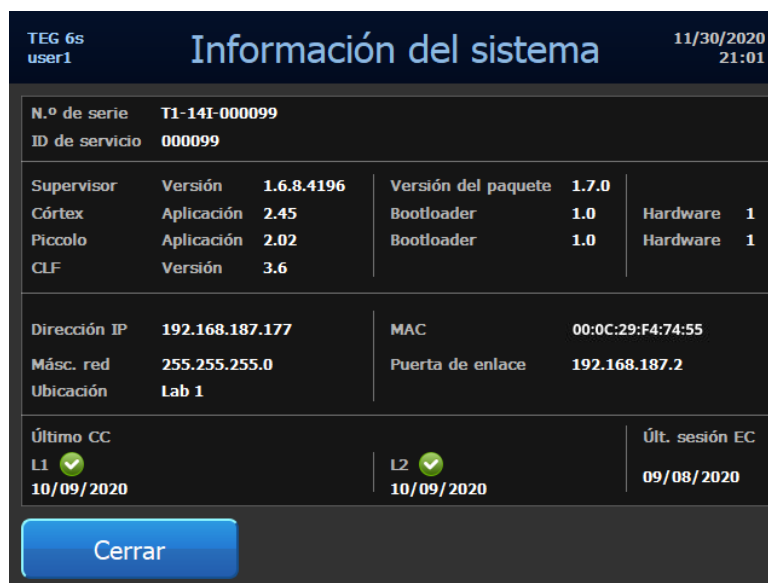 TEG 6s
user1
Información del sistema
11/30/2020
21:01
N.º de serie T1-14I-000099
ID de servicio 000099
Supervisor Versión 1.6.8.4196 Versión del paquete 1.7.0
Córtex Aplicación 2.45 Bootloader 1.0 Hardware 1
Piccolo Aplicación 2.02 Bootloader 1.0 Hardware 1
CLF Versión 3.6
Dirección IP 192.168.187.177 MAC 00:0C:29:F4:74:55
Másc. red 255.255.255.0 Puerta de enlace 192.168.187.2
Ubicación Lab 1
Último CC Últ. sesión EC
L1 L2
10/09/2020 10/09/2020 09/08/2020
Cerrar